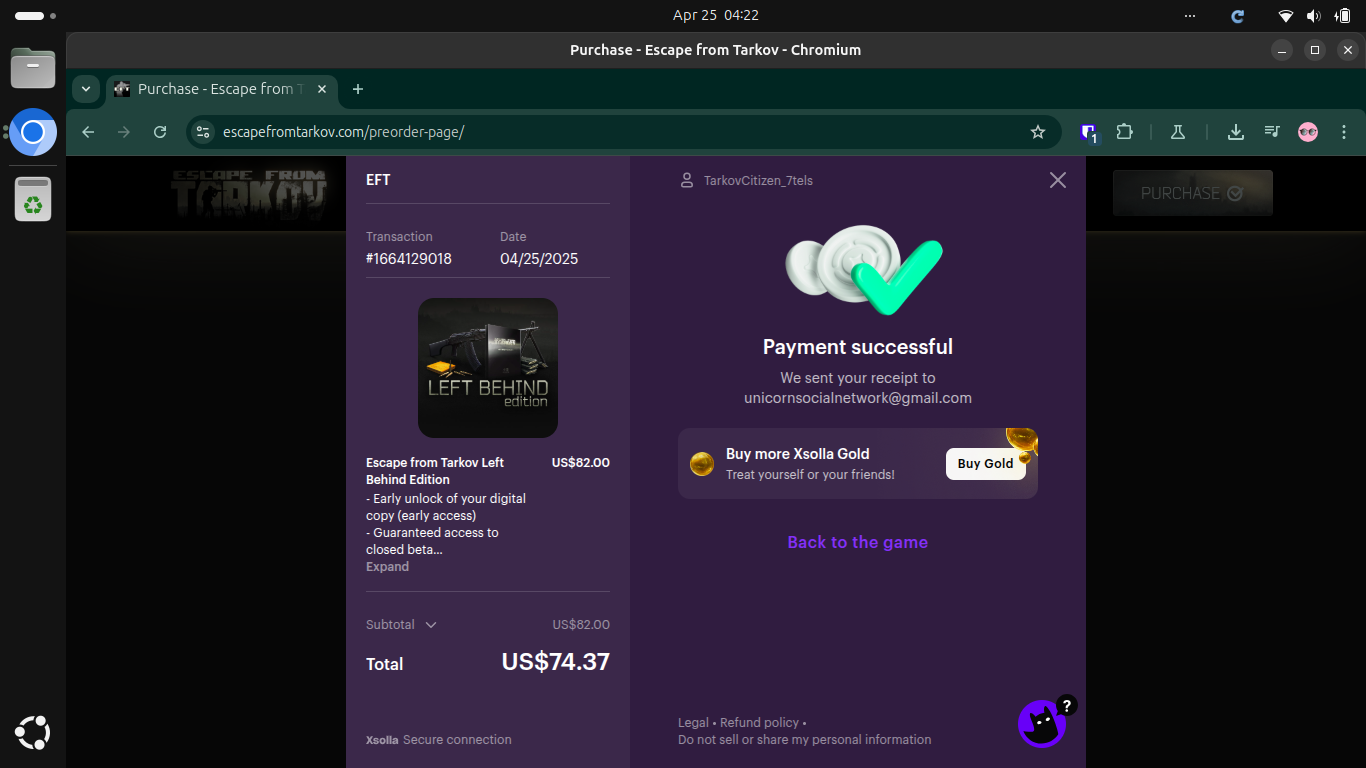 Apr 25 04:22
Purchase - Escape from Tarkov - Chromium
Purchase - Escape from T
escapefromtarkov.com/preorder-page/
1
ESCAPE FROM
TARKOV
PURCHASE
EFT
Transaction
Date
#1664129018
04/25/2025
LEFT BEHIND
edition
Escape from Tarkov Left
Behind Edition
US$82.00
- Early unlock of your digital
copy (early access)
- Guaranteed access to
closed beta...
Expand
Subtotal
US$82.00
Total
US$74.37
Xsolla Secure connection
TarkovCitizen_7tels
Payment successful
We sent your receipt to
unicornsocialnetwork@gmail.com
Buy more Xsolla Gold
Treat yourself or your friends!
Buy Gold
Back to the game
Legal • Refund policy •
Do not sell or share my personal information
?